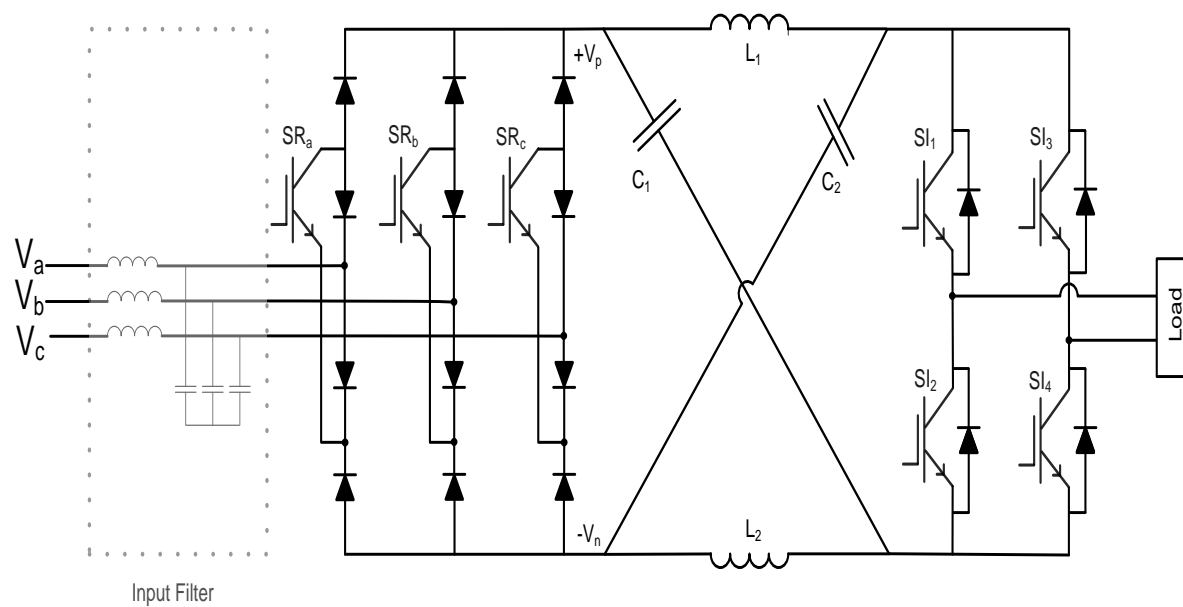 +Vp
L1
SRa
SRb
SRc
C1
C2
SI1
SI3
Va
Vb
Vc
Load
SI2
SI4
-Vn
L2
Input Filter